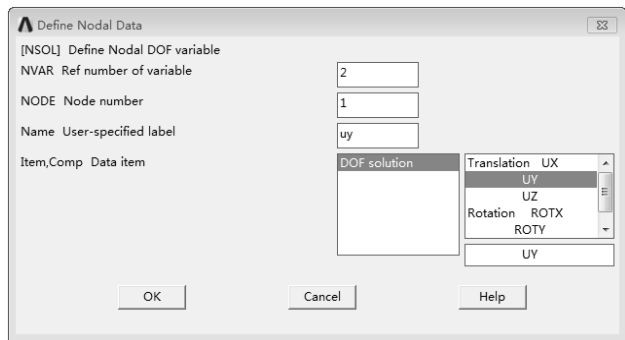 Define Nodal Data
[NSOL] Define Nodal DOF variable
NVAR Ref number of variable 2
NODE Node number 1
Name User-specified label uy
Item,Comp Data item DOF solution Translation UX
UY
UZ
Rotation ROTX
ROTY
UY
OK Cancel Help